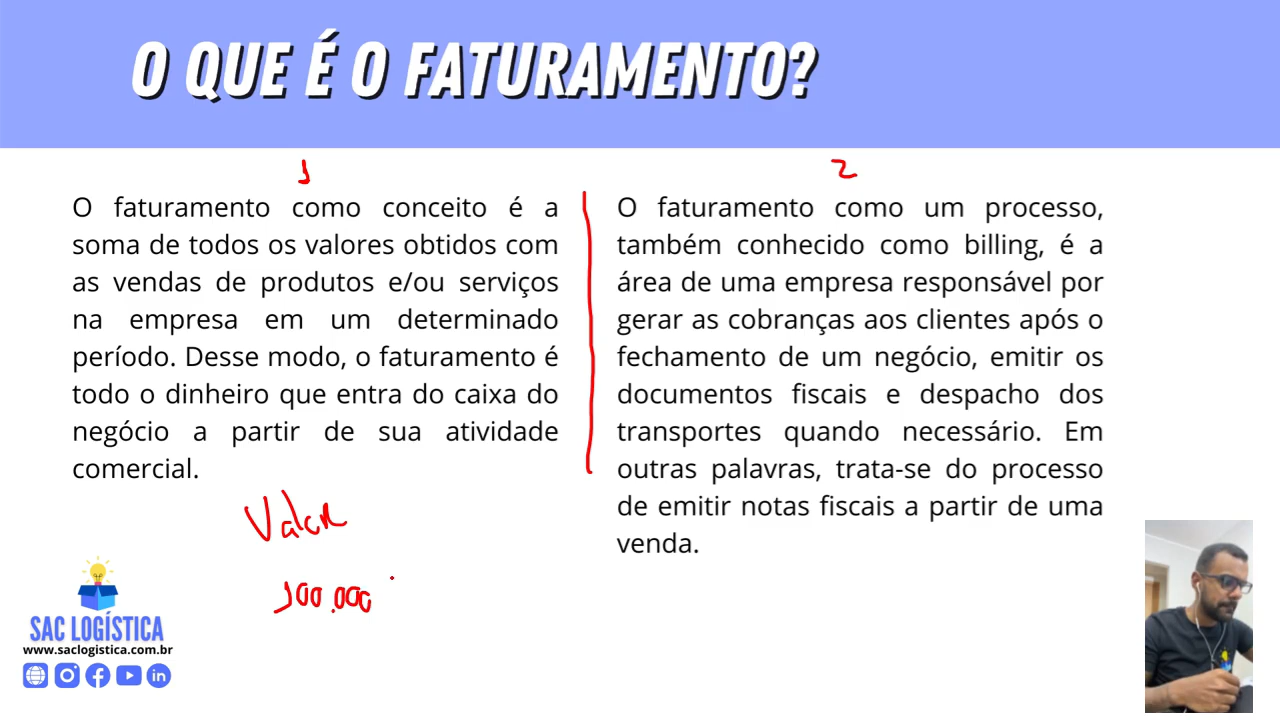 O QUE É O FATURAMENTO?
1
O faturamento como conceito é a
soma de todos os valores obtidos com
as vendas de produtos e/ou serviços
na empresa em um determinado
período. Desse modo, o faturamento é
todo o dinheiro que entra do caixa do
negócio a partir de sua atividade
comercial.
Valor
100.000
2
O faturamento como um processo,
também conhecido como billing, é a
área de uma empresa responsável por
gerar as cobranças aos clientes após o
fechamento de um negócio, emitir os
documentos fiscais e despacho dos
transportes quando necessário. Em
outras palavras, trata-se do processo
de emitir notas fiscais a partir de uma
venda.
SAC LOGÍSTICA
www.saclogistica.com.br
in